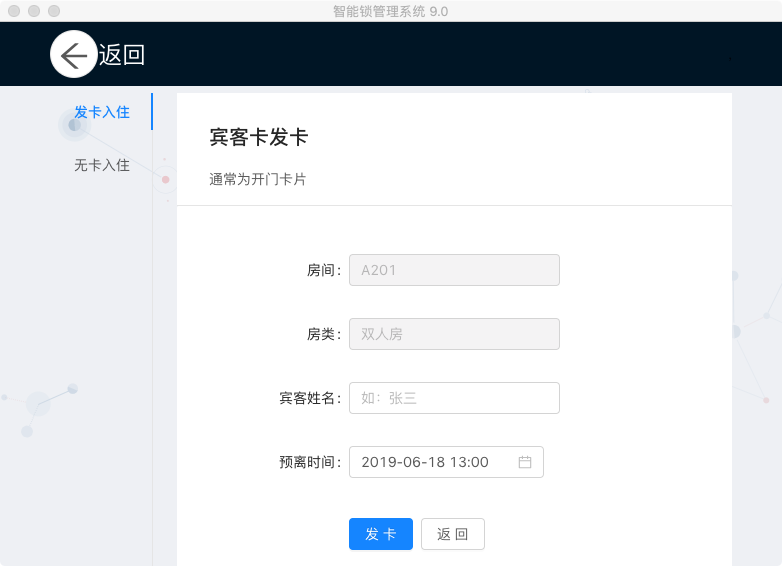 智能锁管理系统 9.0
返回
发卡入住
无卡入住
宾客卡发卡
通常为开门卡片
房间: A201
房类: 双人房
宾客姓名: 如：张三
预离时间: 2019-06-18 13:00
发 卡 返 回